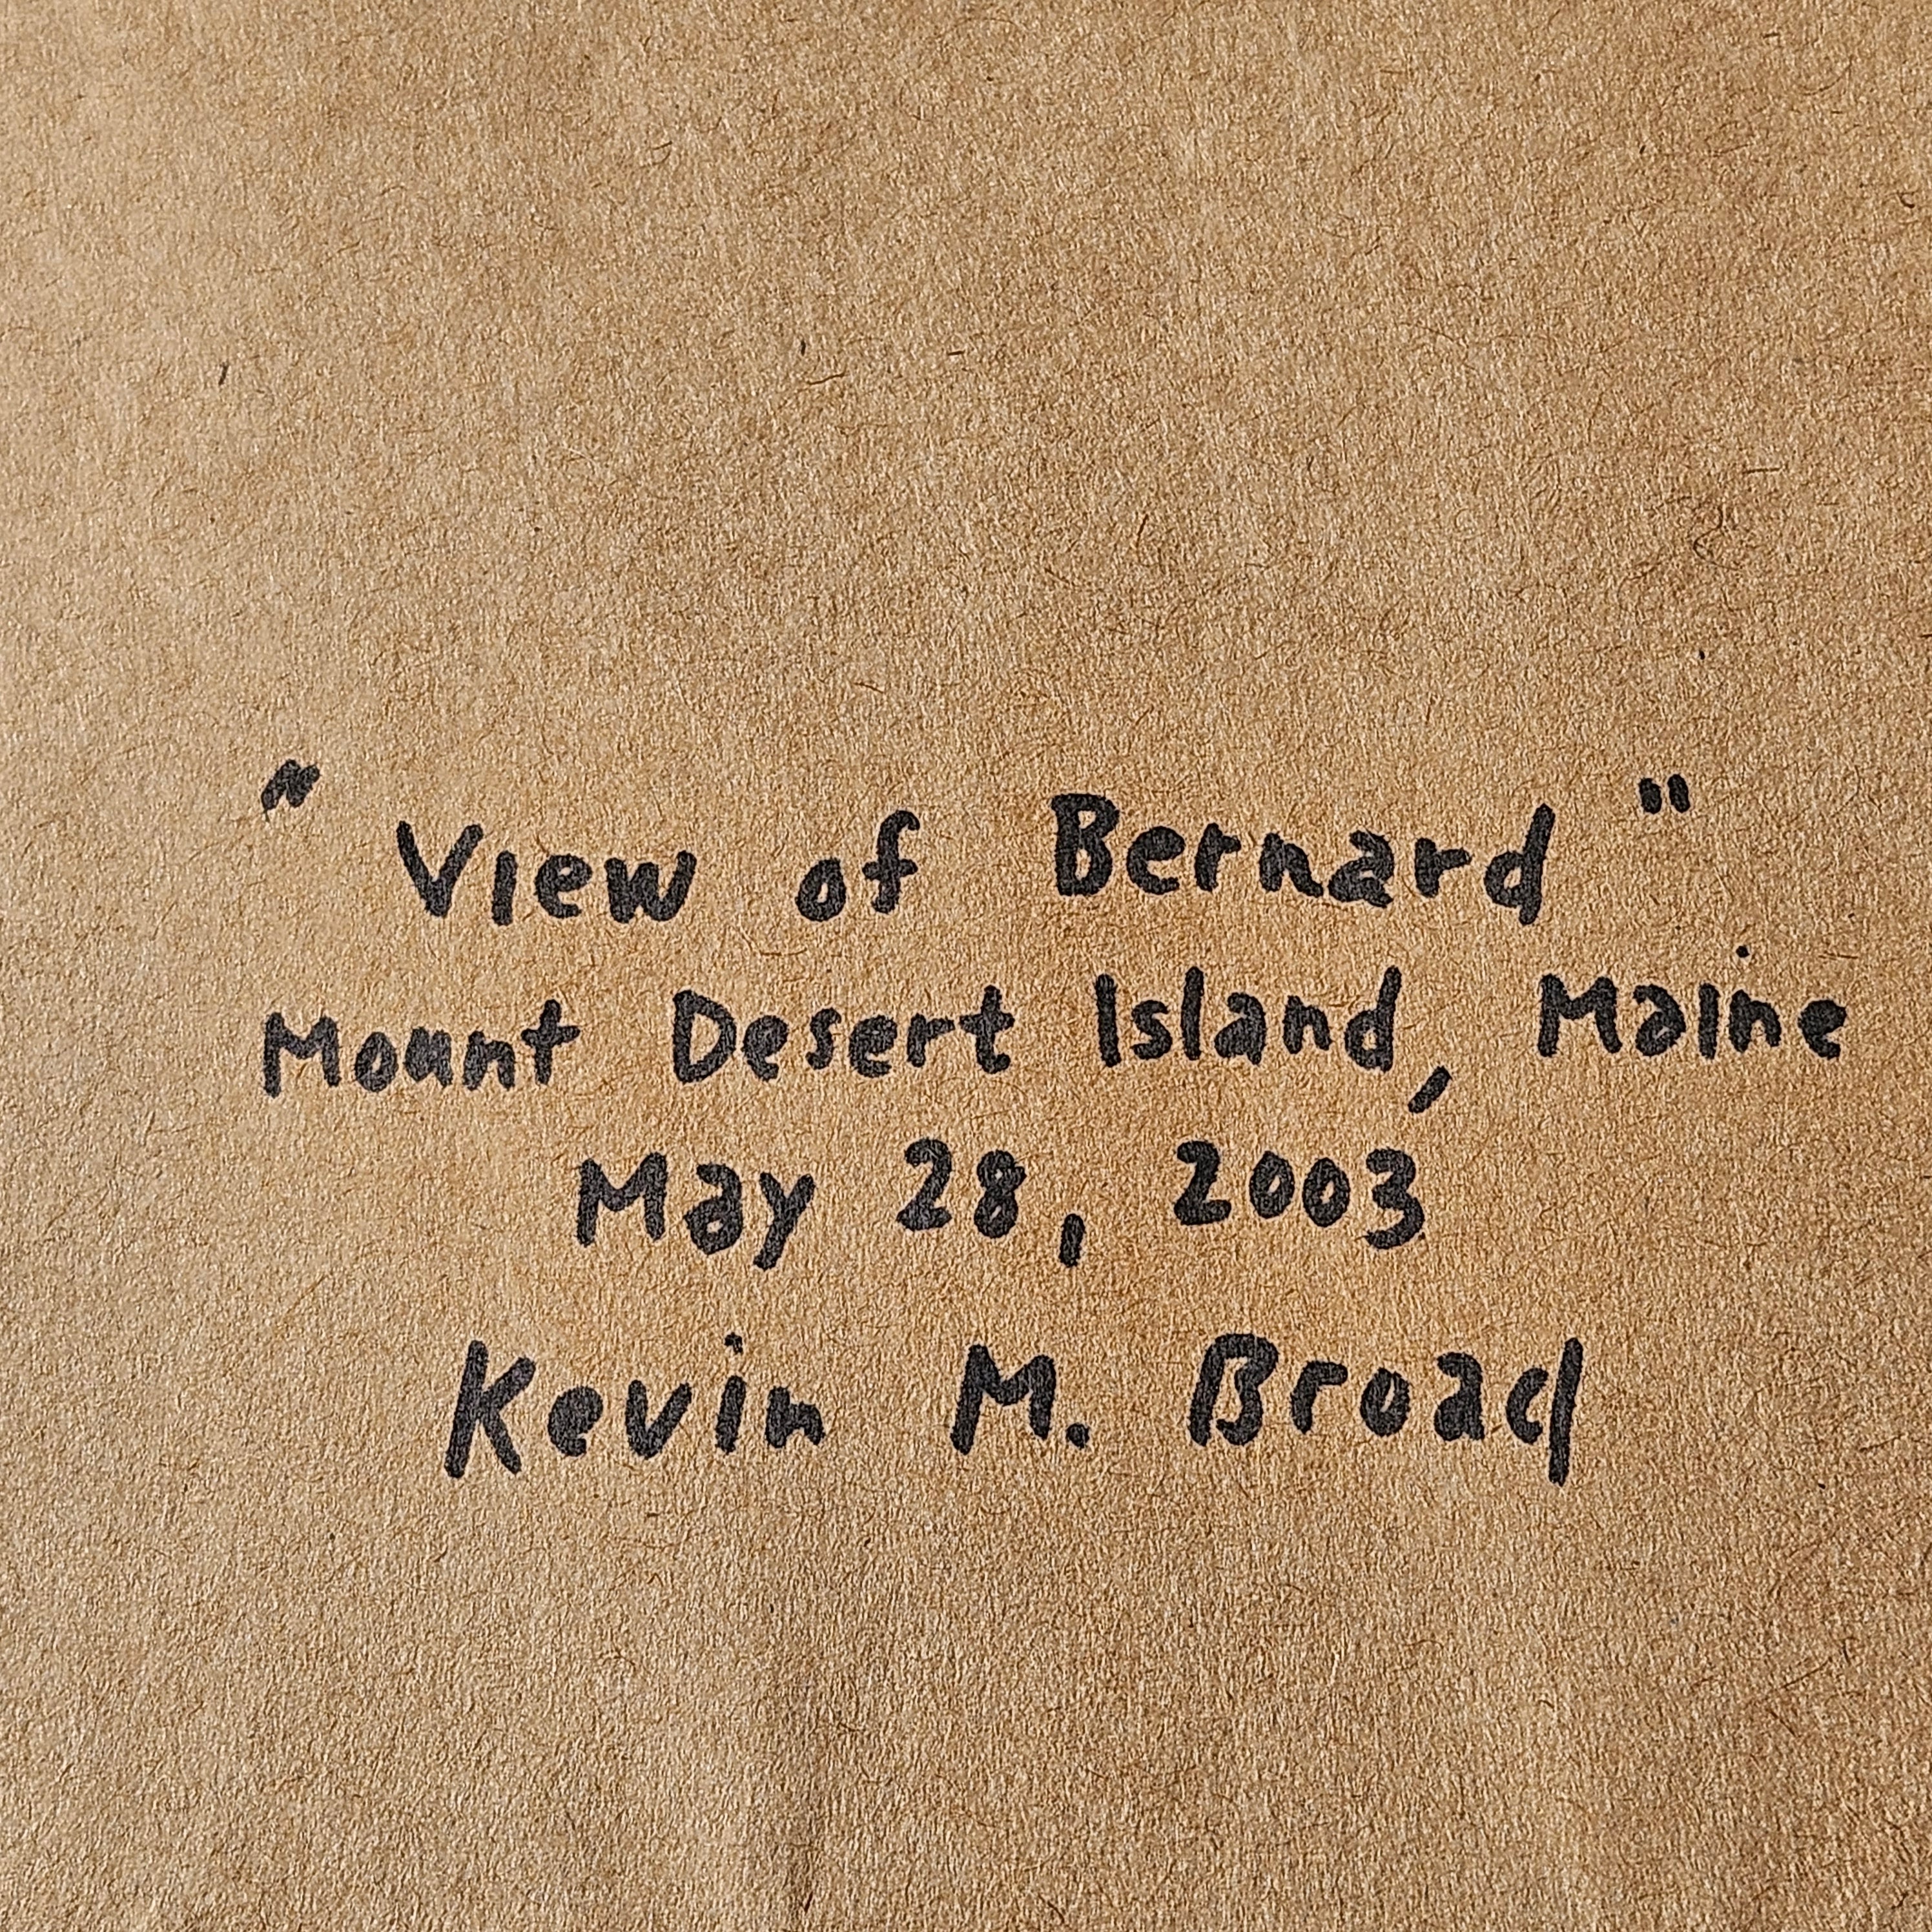 " View of Bernard "
Mount Desert Island, Maine
May 28, 2003
Kevin M. Broad